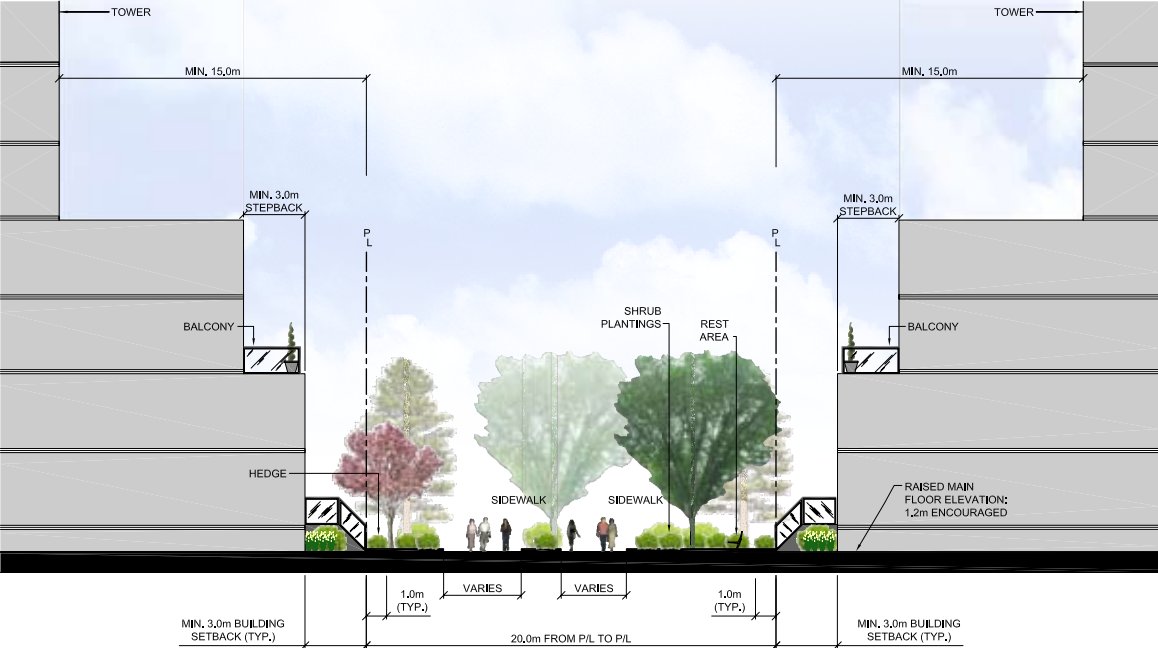 TOWER
TOWER
MIN. 15.0m
MIN. 15.0m
MIN. 3.0m
STEPBACK
MIN. 3.0m
STEPBACK
P
L
P
L
SHRUB
PLANTINGS
REST
AREA
BALCONY
BALCONY
HEDGE
SIDEWALK
SIDEWALK
RAISED MAIN
FLOOR ELEVATION:
1.2m ENCOURAGED
1.0m
(TYP.)
VARIES
VARIES
1.0m
(TYP.)
MIN. 3.0m BUILDING
SETBACK (TYP.)
20.0m FROM P/L TO P/L
MIN. 3.0m BUILDING
SETBACK (TYP.)